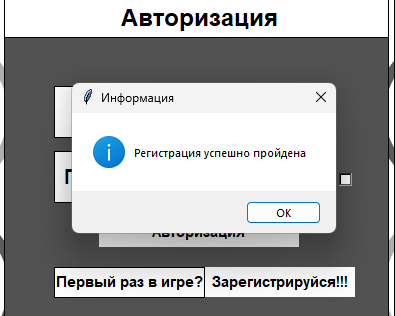 Авторизация
Информация
Регистрация успешно пройдена
OK
Авторизация
Первый раз в игре? Зарегистрируйся!!!